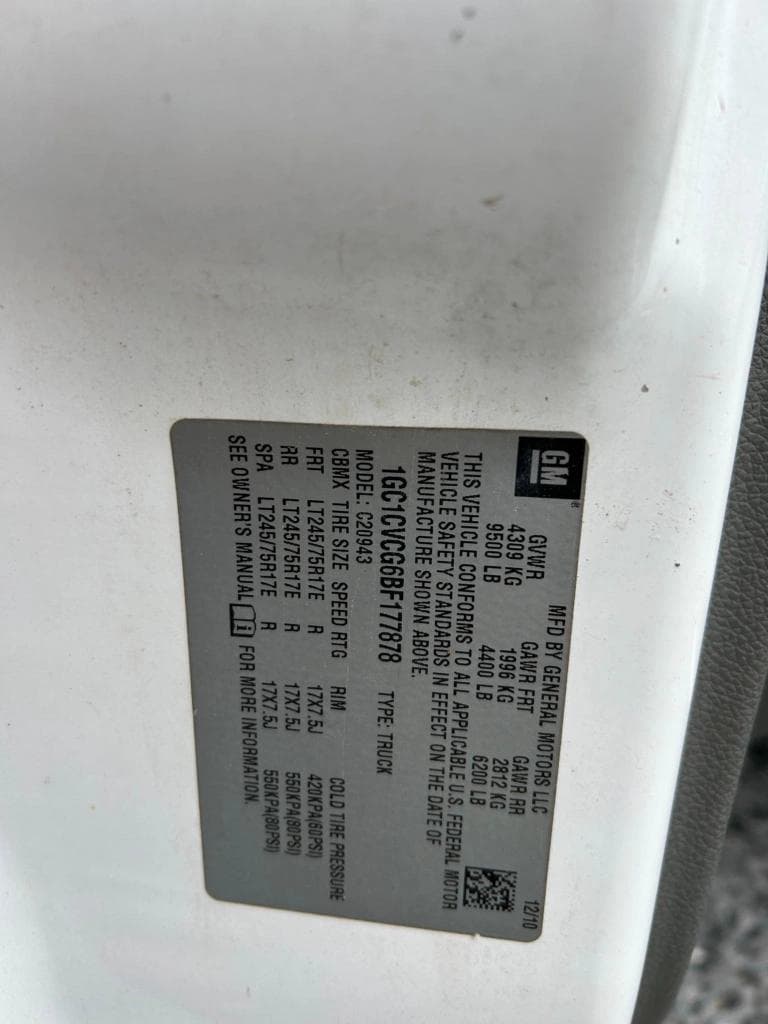 GM®
MFD BY GENERAL MOTORS LLC 12/10
GVWR GAWR FRT GAWR RR
4309 KG 1996 KG 2812 KG
9500 LB 4400 LB 6200 LB
THIS VEHICLE CONFORMS TO ALL APPLICABLE U.S. FEDERAL MOTOR
VEHICLE SAFETY STANDARDS IN EFFECT ON THE DATE OF
MANUFACTURE SHOWN ABOVE.
1GC1CVCG6BF177878 TYPE: TRUCK
MODEL: C20943
CBMX TIRE SIZE SPEED RTG RIM COLD TIRE PRESSURE
FRT LT245/75R17E R 17X7.5J 420KPA(60PSI)
RR LT245/75R17E R 17X7.5J 550KPA(80PSI)
SPA LT245/75R17E R 17X7.5J 550KPA(80PSI)
SEE OWNER'S MANUAL i FOR MORE INFORMATION.